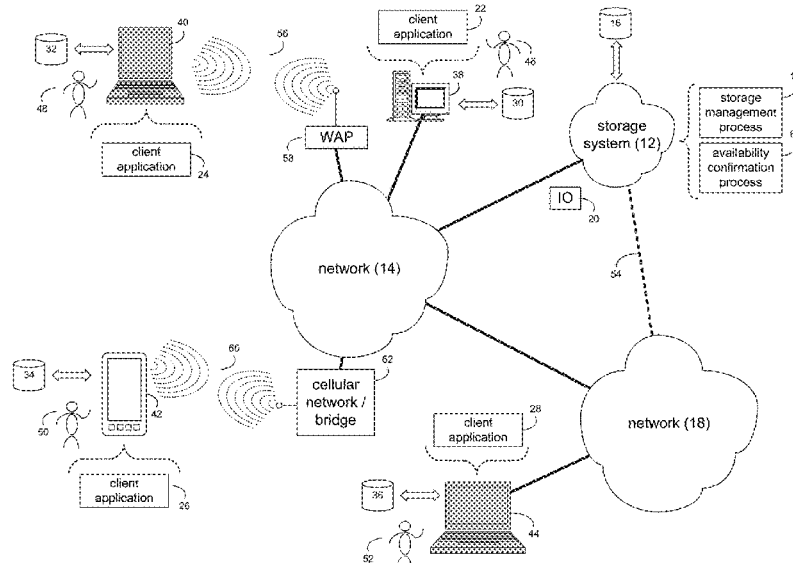 40
56
22
client
application
46
16
32
48
38
30
storage
system (12)
storage
management
process
availability
confirmation
process
client
application
24
58
WAP
IO
20
54
network (14)
60
62
34
42
50
cellular
network /
bridge
network (18)
client
application
28
client
application
26
36
44
52